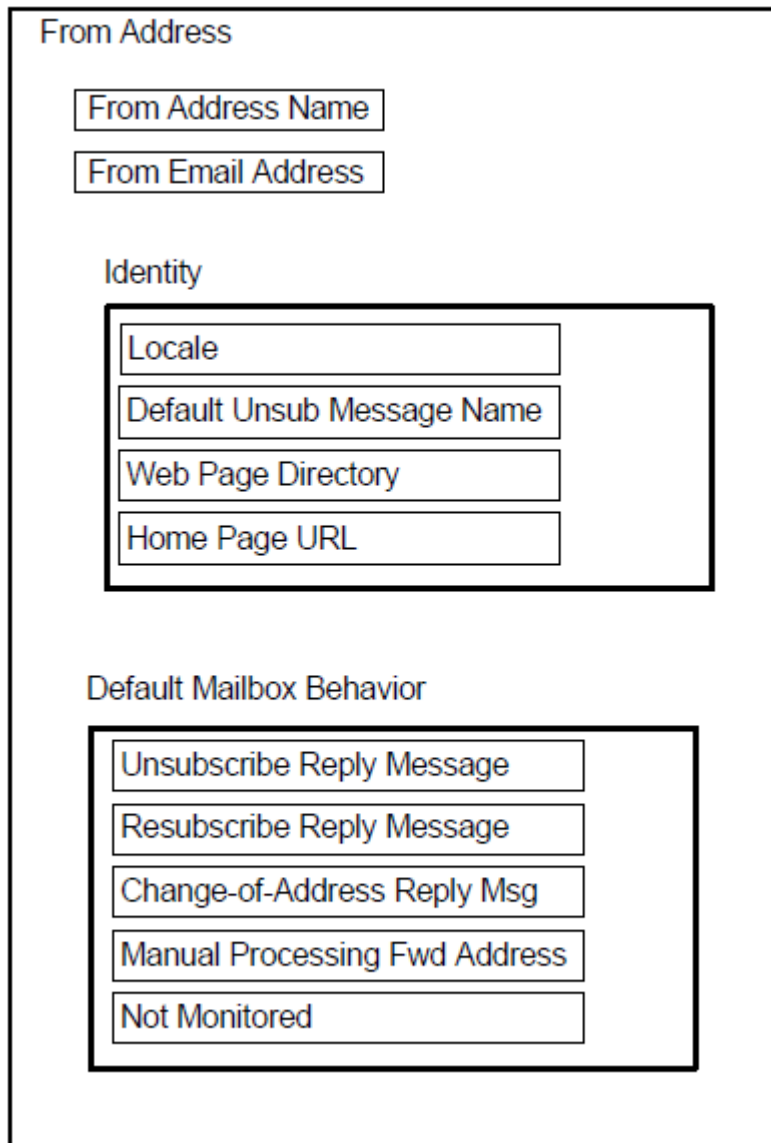 From Address
From Address Name
From Email Address
Identity
Locale
Default Unsub Message Name
Web Page Directory
Home Page URL
Default Mailbox Behavior
Unsubscribe Reply Message
Resubscribe Reply Message
Change-of-Address Reply Msg
Manual Processing Fwd Address
Not Monitored